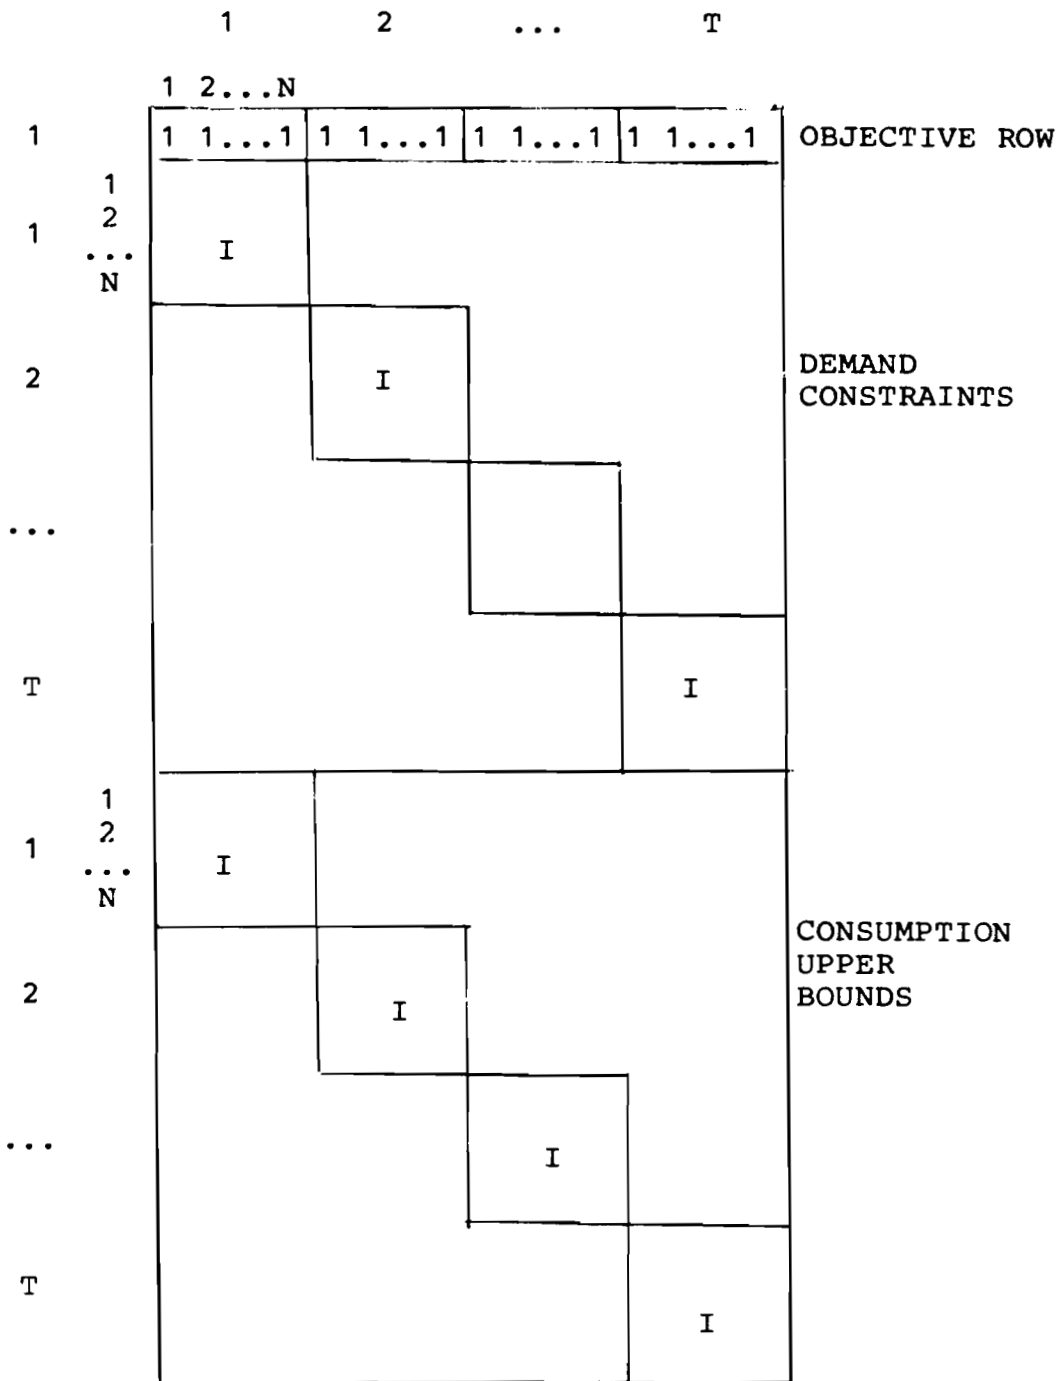 1 2 ... T
1 2...N
1 1 1...1 1 1...1 1 1...1 1 1...1 OBJECTIVE ROW
1
2
1 ... I
N
2 I DEMAND
CONSTRAINTS
...
T I
1
2
1 ... I
N
CONSUMPTION
2 I UPPER
BOUNDS
... I
T
I